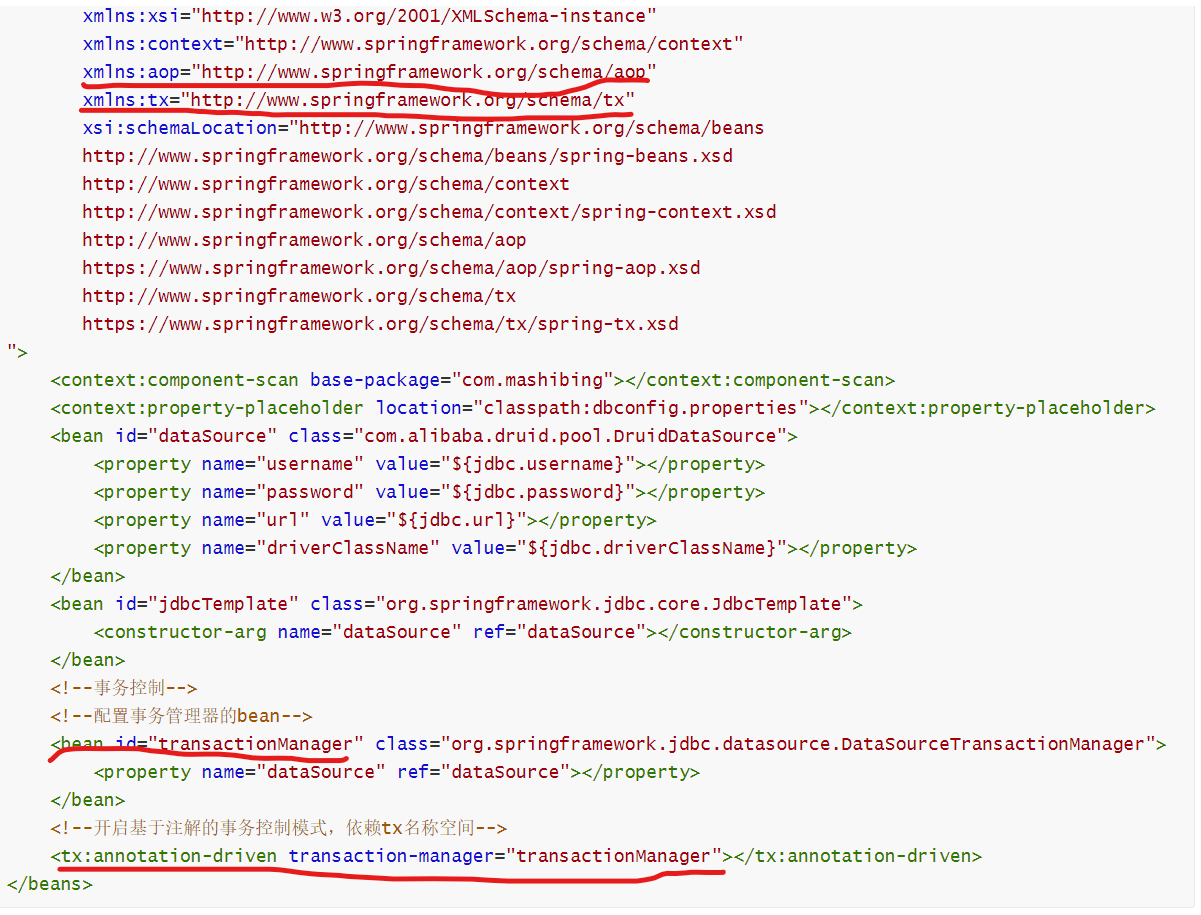 xmlns:xsi="http://www.w3.org/2001/XMLSchema-instance"
xmlns:context="http://www.springframework.org/schema/context"
xmlns:aop="http://www.springframework.org/schema/aop"
xmlns:tx="http://www.springframework.org/schema/tx"
xsi:schemaLocation="http://www.springframework.org/schema/beans
http://www.springframework.org/schema/beans/spring-beans.xsd
http://www.springframework.org/schema/context
http://www.springframework.org/schema/context/spring-context.xsd
http://www.springframework.org/schema/aop
https://www.springframework.org/schema/aop/spring-aop.xsd
http://www.springframework.org/schema/tx
https://www.springframework.org/schema/tx/spring-tx.xsd
">
<context:component-scan base-package="com.mashibing"></context:component-scan>
<context:property-placeholder location="classpath:dbconfig.properties"></context:property-placeholder>
<bean id="dataSource" class="com.alibaba.druid.pool.DruidDataSource">
<property name="username" value="${jdbc.username}"></property>
<property name="password" value="${jdbc.password}"></property>
<property name="url" value="${jdbc.url}"></property>
<property name="driverClassName" value="${jdbc.driverClassName}"></property>
</bean>
<bean id="jdbcTemplate" class="org.springframework.jdbc.core.JdbcTemplate">
<constructor-arg name="dataSource" ref="dataSource"></constructor-arg>
</bean>
<!--事务控制-->
<!--配置事务管理器的bean-->
<bean id="transactionManager" class="org.springframework.jdbc.datasource.DataSourceTransactionManager">
<property name="dataSource" ref="dataSource"></property>
</bean>
<!--开启基于注解的事务控制模式，依赖tx名称空间-->
<tx:annotation-driven transaction-manager="transactionManager"></tx:annotation-driven>
</beans>